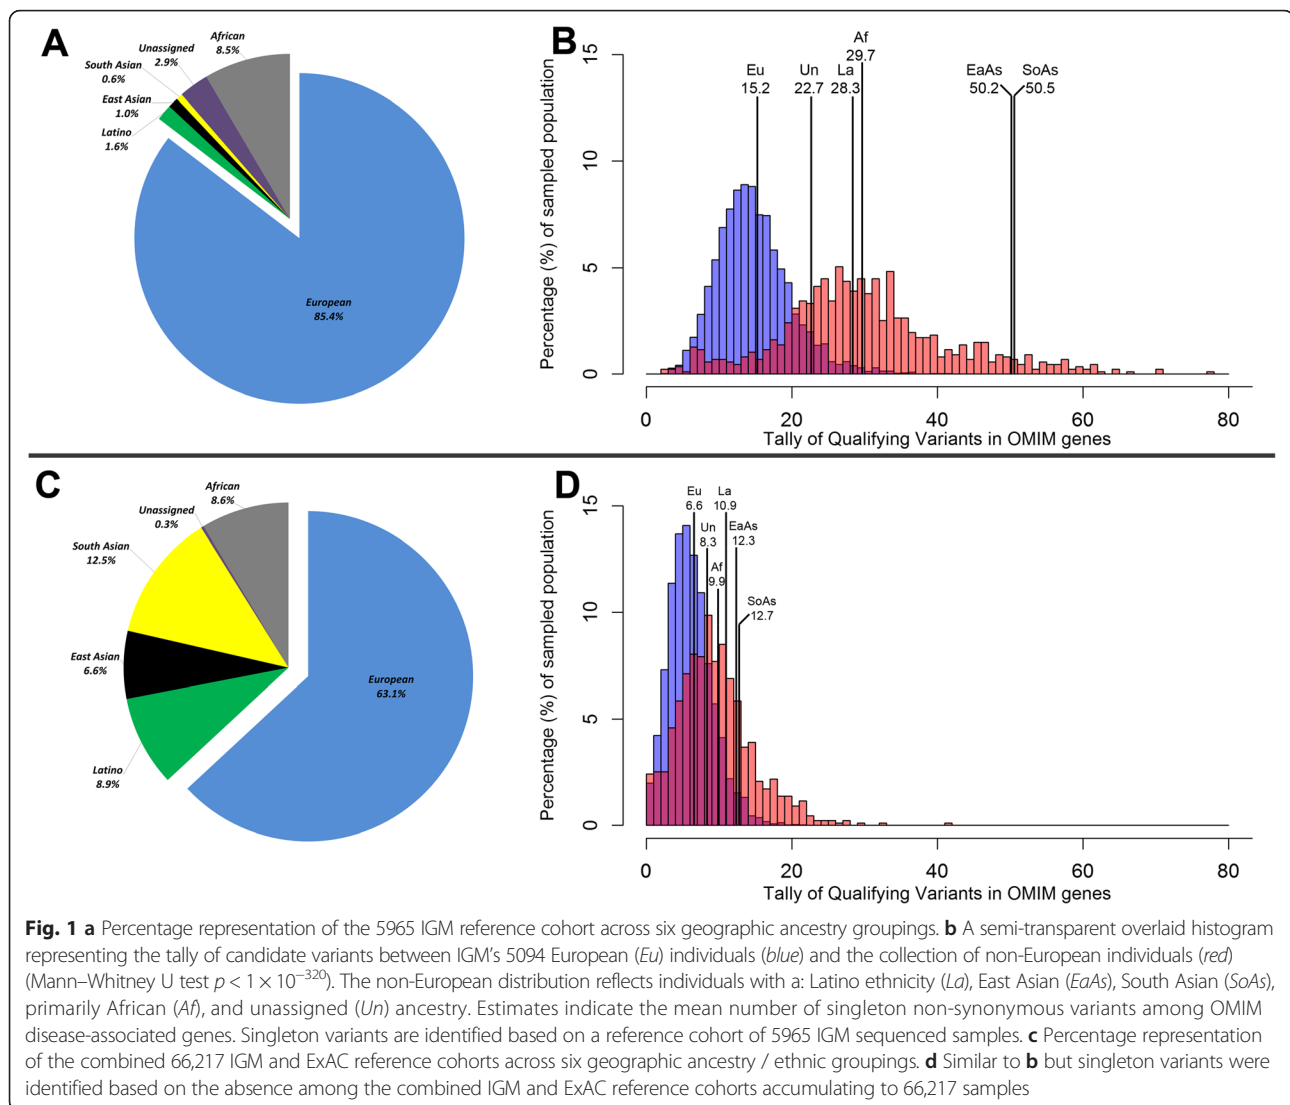 A
African
8.5%
Unassigned
2.9%
South Asian
0.6%
East Asian
1.0%
Latino
1.6%
European
85.4%
B
Percentage (%) of sampled population
15
10
5
0
Eu
15.2
Un
22.7
La
28.3
Af
29.7
EaAs
50.2
SoAs
50.5
0 20 40 60 80
Tally of Qualifying Variants in OMIM genes
C
African
8.6%
Unassigned
0.3%
South Asian
12.5%
East Asian
6.6%
Latino
8.9%
European
63.1%
D
Percentage (%) of sampled population
15
10
5
0
Eu
6.6
La
10.9
Un
8.3
EaAs
12.3
Af
9.9
SoAs
12.7
0 20 40 60 80
Tally of Qualifying Variants in OMIM genes
Fig. 1 a Percentage representation of the 5965 IGM reference cohort across six geographic ancestry groupings. b A semi-transparent overlaid histogram
representing the tally of candidate variants between IGM's 5094 European (Eu) individuals (blue) and the collection of non-European individuals (red)
(Mann–Whitney U test p < 1 × 10⁻³²⁰). The non-European distribution reflects individuals with a: Latino ethnicity (La), East Asian (EaAs), South Asian (SoAs),
primarily African (Af), and unassigned (Un) ancestry. Estimates indicate the mean number of singleton non-synonymous variants among OMIM
disease-associated genes. Singleton variants are identified based on a reference cohort of 5965 IGM sequenced samples. c Percentage representation
of the combined 66,217 IGM and ExAC reference cohorts across six geographic ancestry / ethnic groupings. d Similar to b but singleton variants were
identified based on the absence among the combined IGM and ExAC reference cohorts accumulating to 66,217 samples